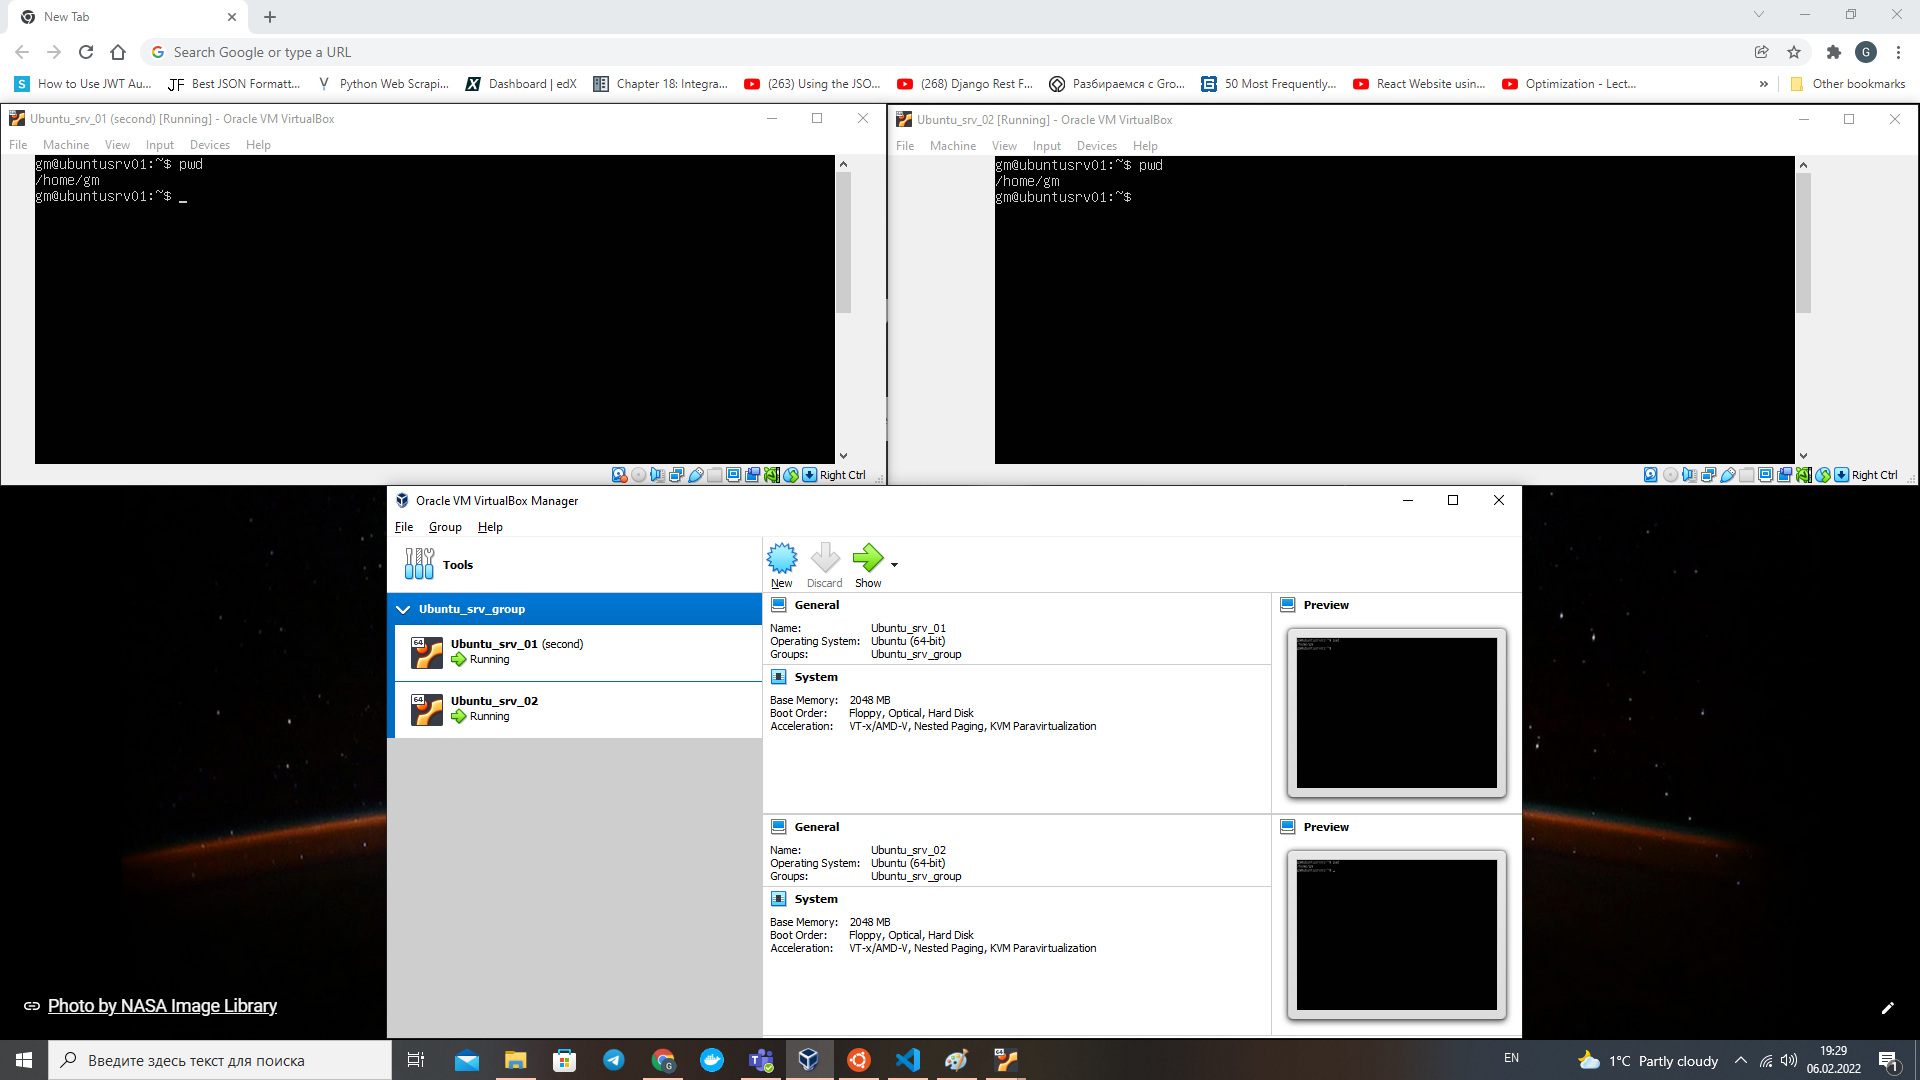 New Tab
Search Google or type a URL
G
How to Use JWT Au...
Best JSON Formatt...
Python Web Scrapi...
Dashboard | edX
Chapter 18: Integra...
(263) Using the JSO...
(268) Django Rest F...
Разбираемся с Gro...
50 Most Frequently...
React Website usin...
Optimization - Lect...
»
Other bookmarks
Ubuntu_srv_01 (second) [Running] - Oracle VM VirtualBox
File Machine View Input Devices Help
gm@ubuntusrv01:~$ pwd
/home/gm
gm@ubuntusrv01:~$ _
Right Ctrl
Ubuntu_srv_02 [Running] - Oracle VM VirtualBox
File Machine View Input Devices Help
gm@ubuntusrv01:~$ pwd
/home/gm
gm@ubuntusrv01:~$
Right Ctrl
Oracle VM VirtualBox Manager
File Group Help
Tools
New
Discard
Show
Ubuntu_srv_group
64
Ubuntu_srv_01 (second)
Running
64
Ubuntu_srv_02
Running
General
Name: Ubuntu_srv_01
Operating System: Ubuntu (64-bit)
Groups: Ubuntu_srv_group
System
Base Memory: 2048 MB
Boot Order: Floppy, Optical, Hard Disk
Acceleration: VT-x/AMD-V, Nested Paging, KVM Paravirtualization
Preview
General
Name: Ubuntu_srv_02
Operating System: Ubuntu (64-bit)
Groups: Ubuntu_srv_group
System
Base Memory: 2048 MB
Boot Order: Floppy, Optical, Hard Disk
Acceleration: VT-x/AMD-V, Nested Paging, KVM Paravirtualization
Preview
Photo by NASA Image Library
Введите здесь текст для поиска
EN
1°C Partly cloudy
19:29
06.02.2022
1